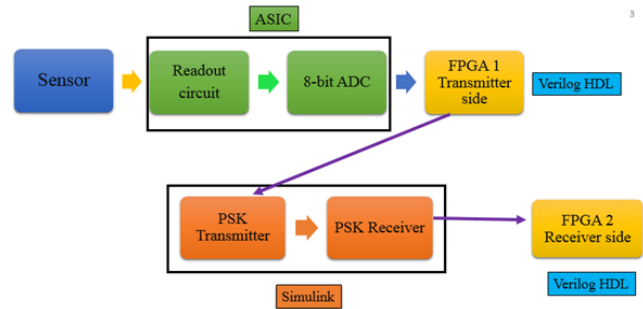 3
ASIC
Sensor
Readout
circuit
8-bit ADC
FPGA 1
Transmitter
side
Verilog HDL
PSK
Transmitter
PSK Receiver
FPGA 2
Receiver side
Verilog HDL
Simulink